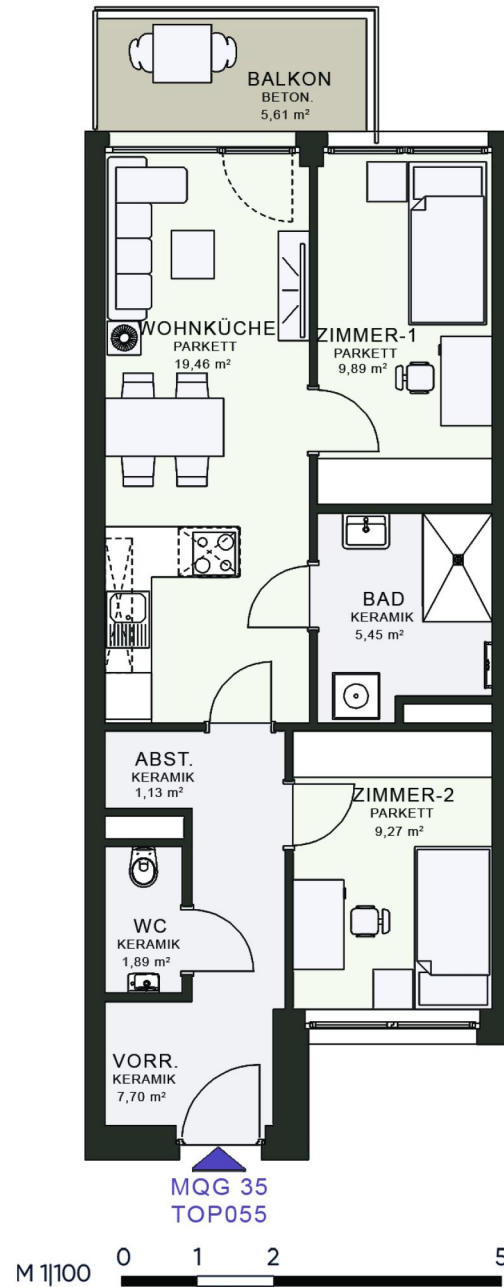 BALKON
BETON.
5,61 m²
WOHNKÜCHE
PARKETT
19,46 m²
ZIMMER-1
PARKETT
9,89 m²
BAD
KERAMIK
5,45 m²
ABST.
KERAMIK
1,13 m²
ZIMMER-2
PARKETT
9,27 m²
WC
KERAMIK
1,89 m²
VORR.
KERAMIK
7,70 m²
MQG 35
TOP055
M 1|100 0 1 2 5